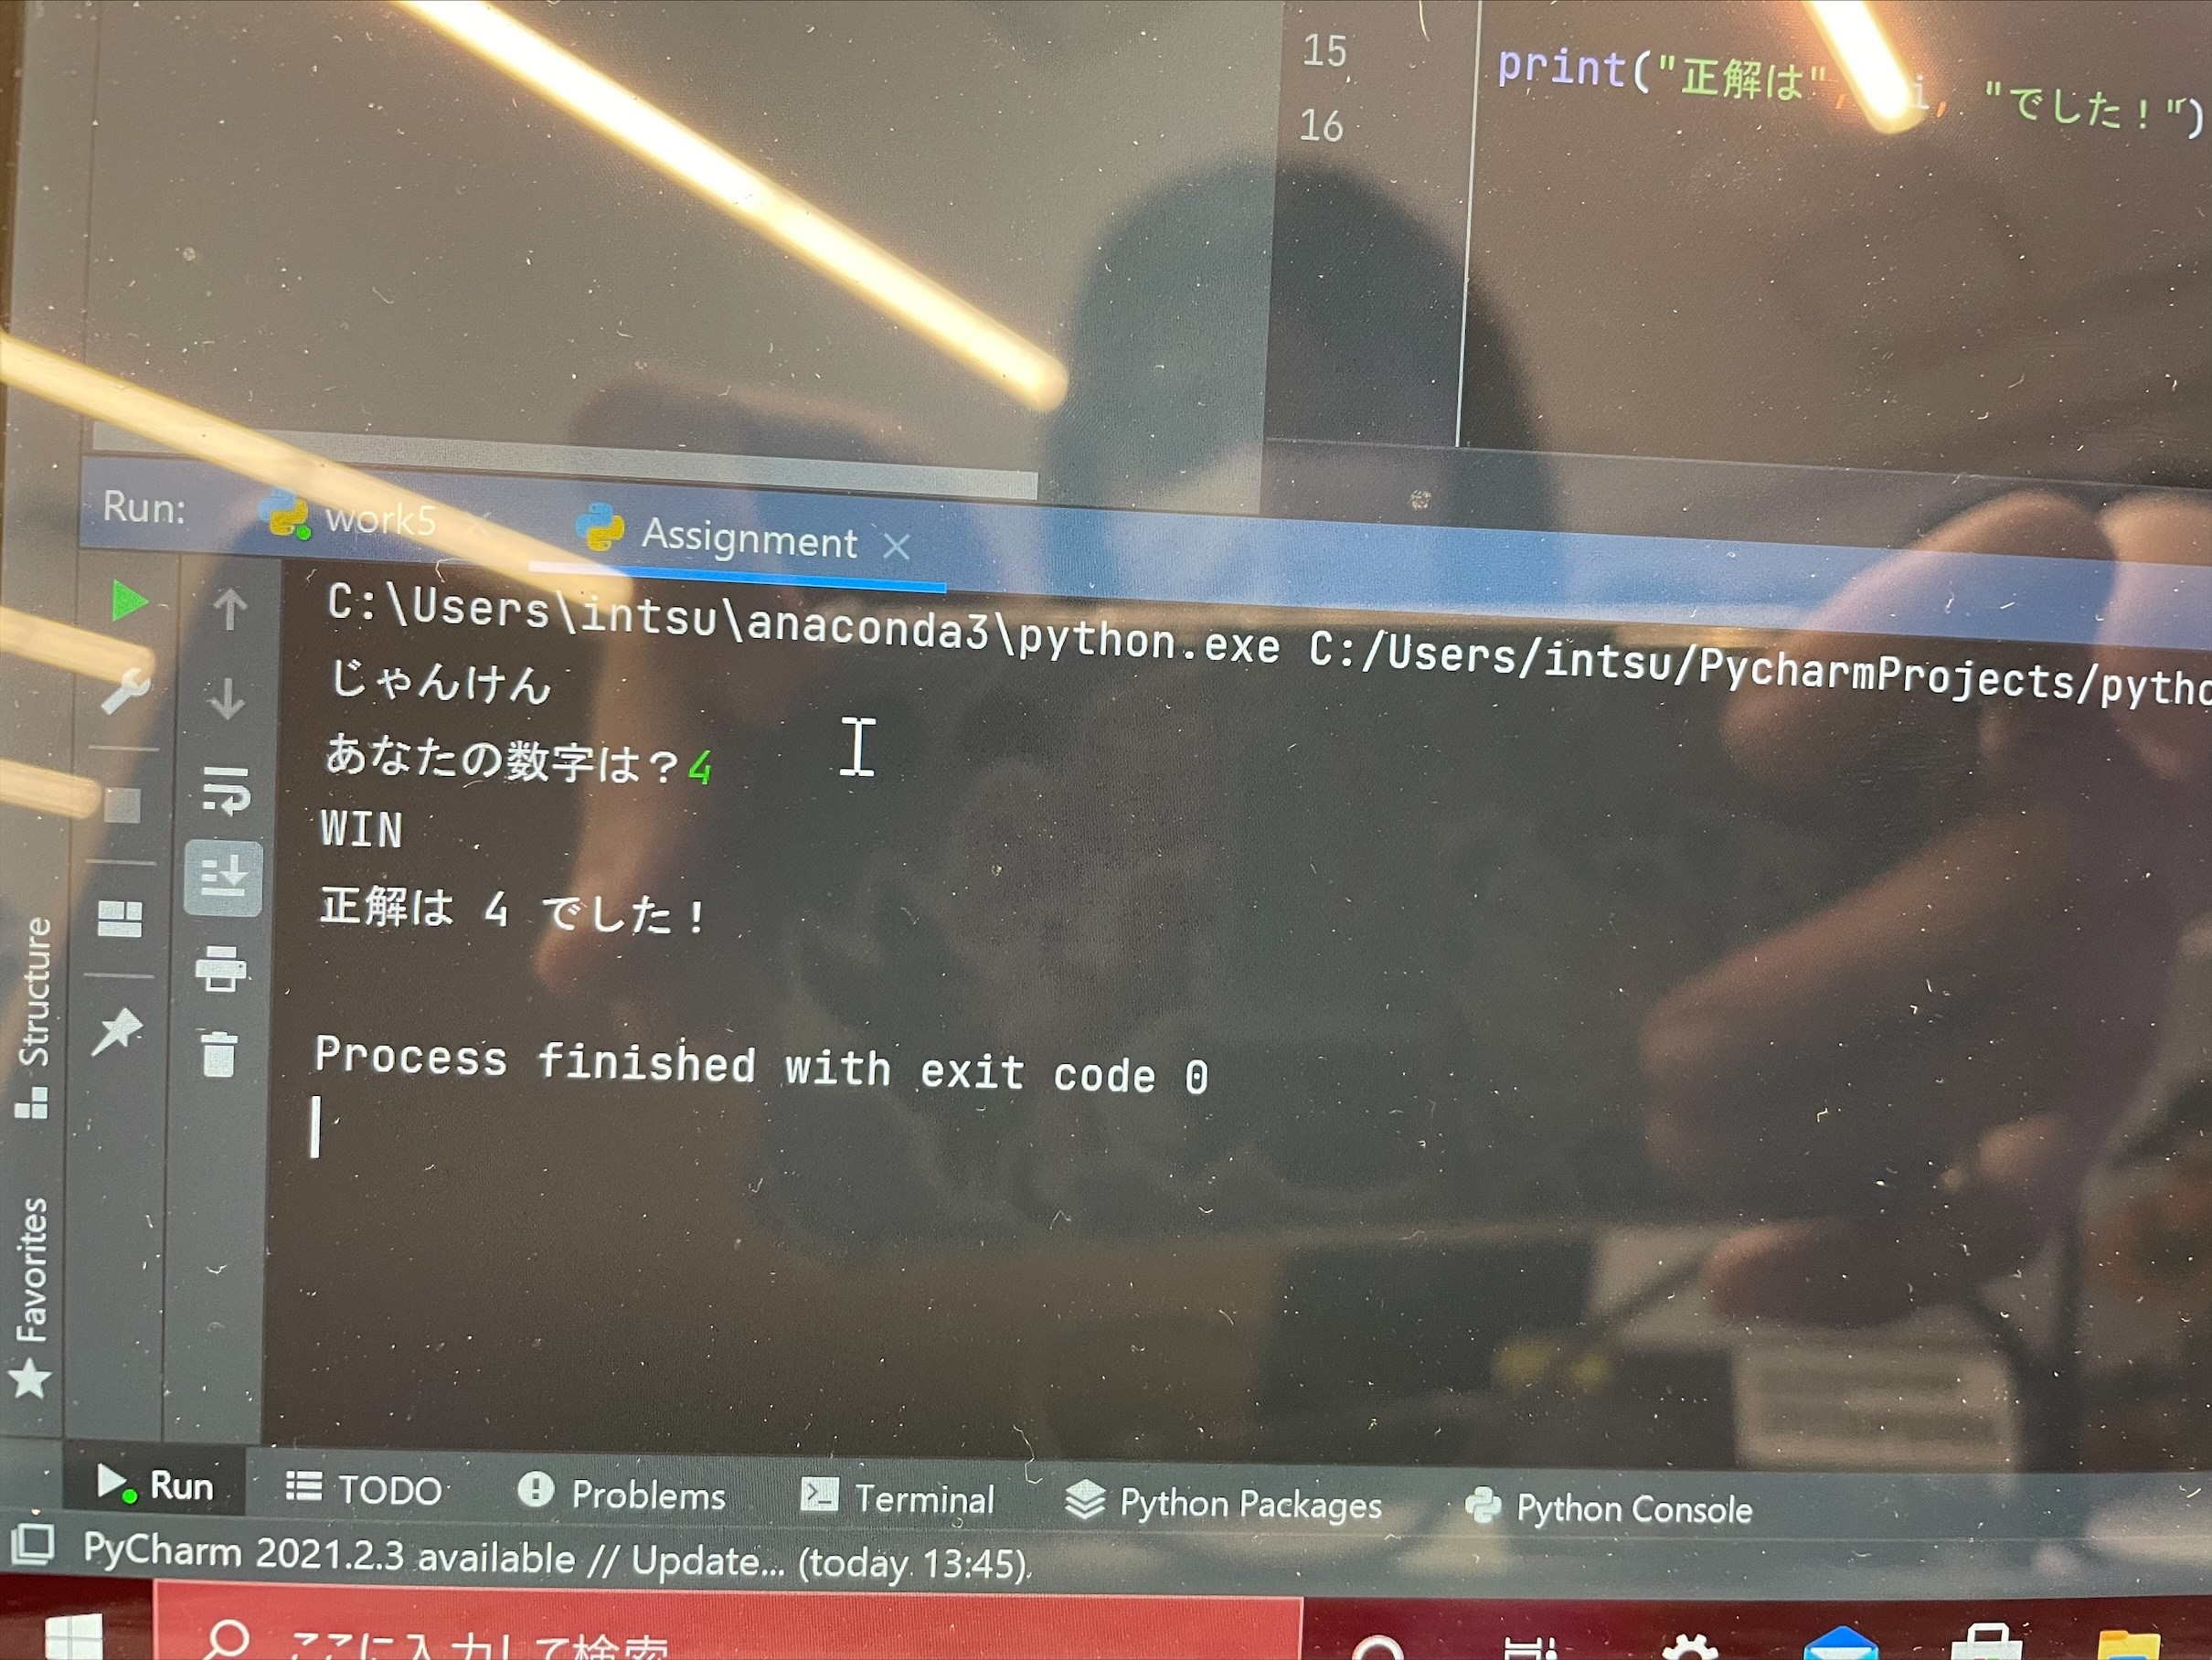 15 print("正解は", i, "でした！")
16
Run: work5 Assignment
C:\Users\intsu\anaconda3\python.exe C:/Users/intsu/PycharmProjects/pytho
じゃんけん
あなたの数字は？4
WIN
正解は 4 でした！
Process finished with exit code 0
Structure
Favorites
Run TODO Problems Terminal Python Packages Python Console
PyCharm 2021.2.3 available // Update... (today 13:45)
ここに入力して検索